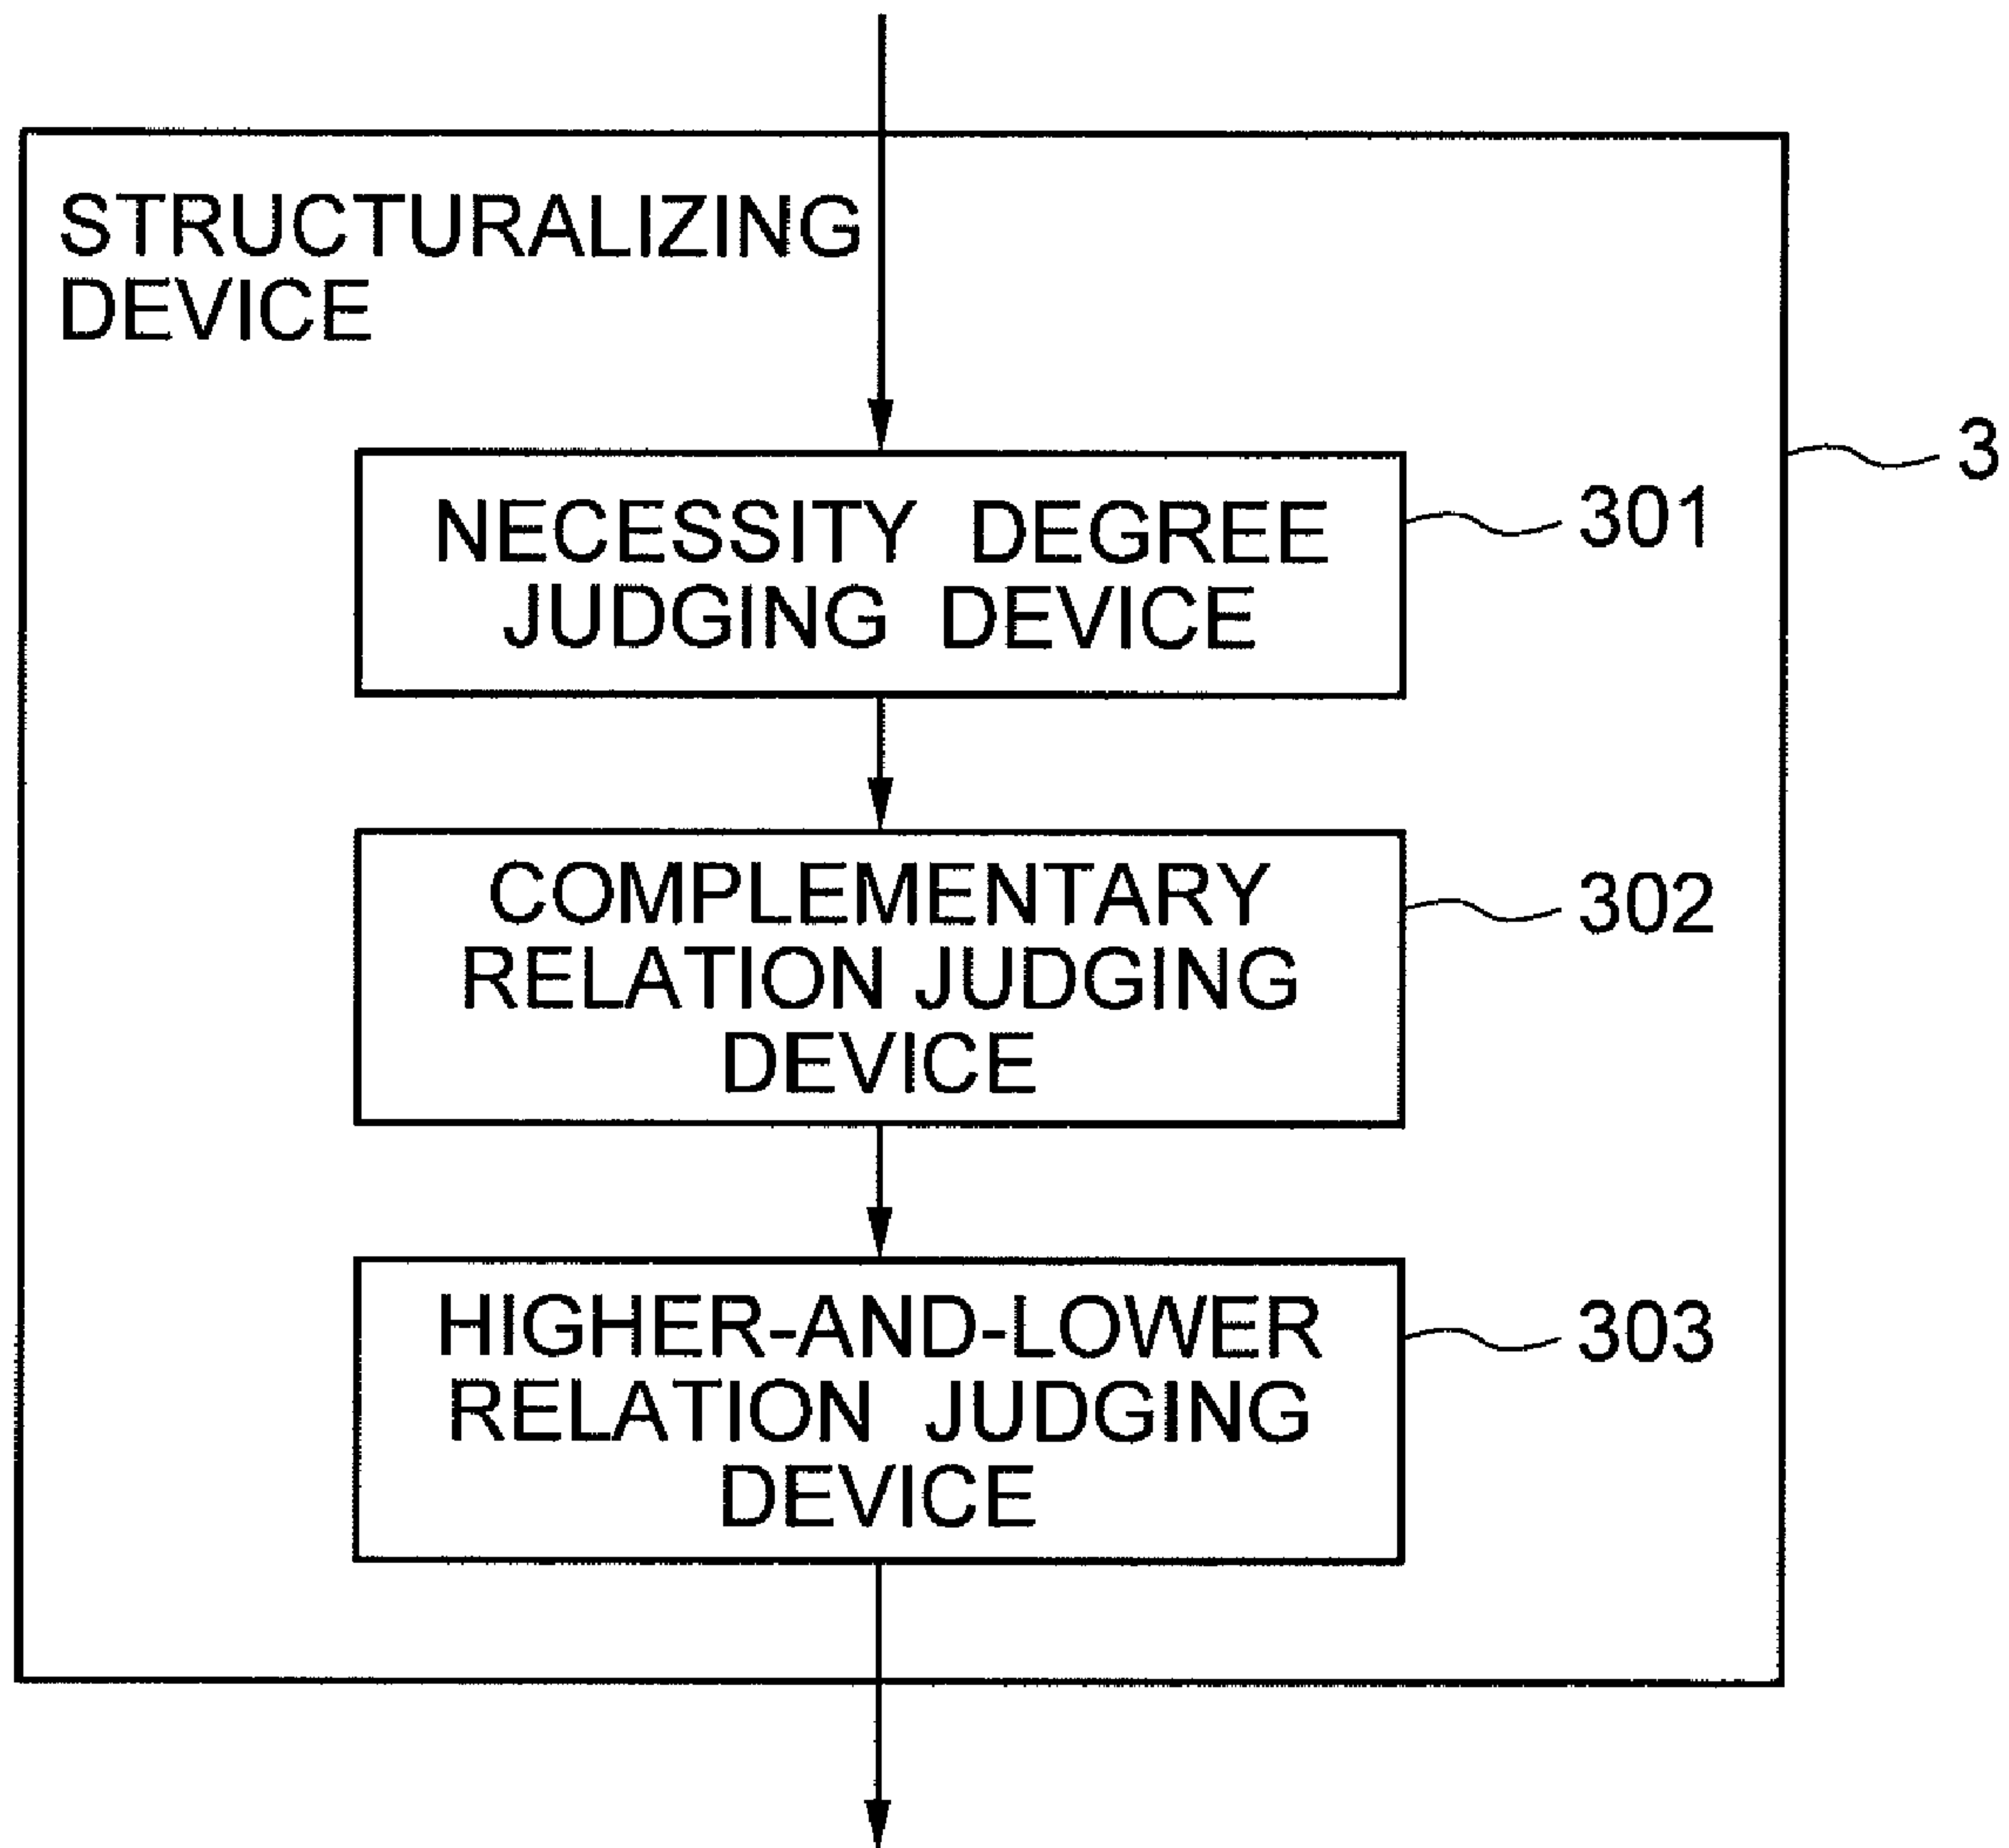 STRUCTURALIZING
DEVICE
3
NECESSITY DEGREE
JUDGING DEVICE
301
COMPLEMENTARY
RELATION JUDGING
DEVICE
302
HIGHER-AND-LOWER
RELATION JUDGING
DEVICE
303